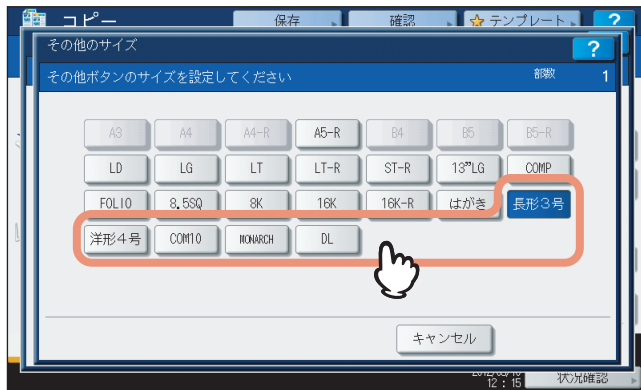 コピー 保存 確認 テンプレート ?
その他のサイズ ?
その他ボタンのサイズを設定してください 部数 1
A3 A4 A4-R A5-R B4 B5 B5-R
LD LG LT LT-R ST-R 13"LG COMP
FOLIO 8.5SQ 8K 16K 16K-R はがき 長形3号
洋形4号 COM10 MONARCH DL
キャンセル
12 : 15 状況確認